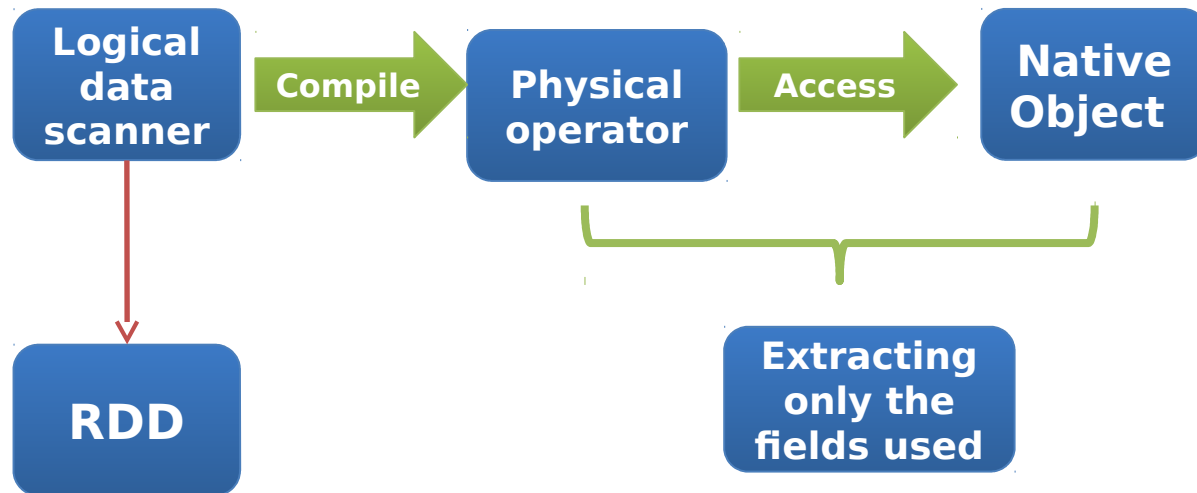 Logical
data
scanner
Compile
Physical
operator
Access
Native
Object
RDD
Extracting
only the
fields used